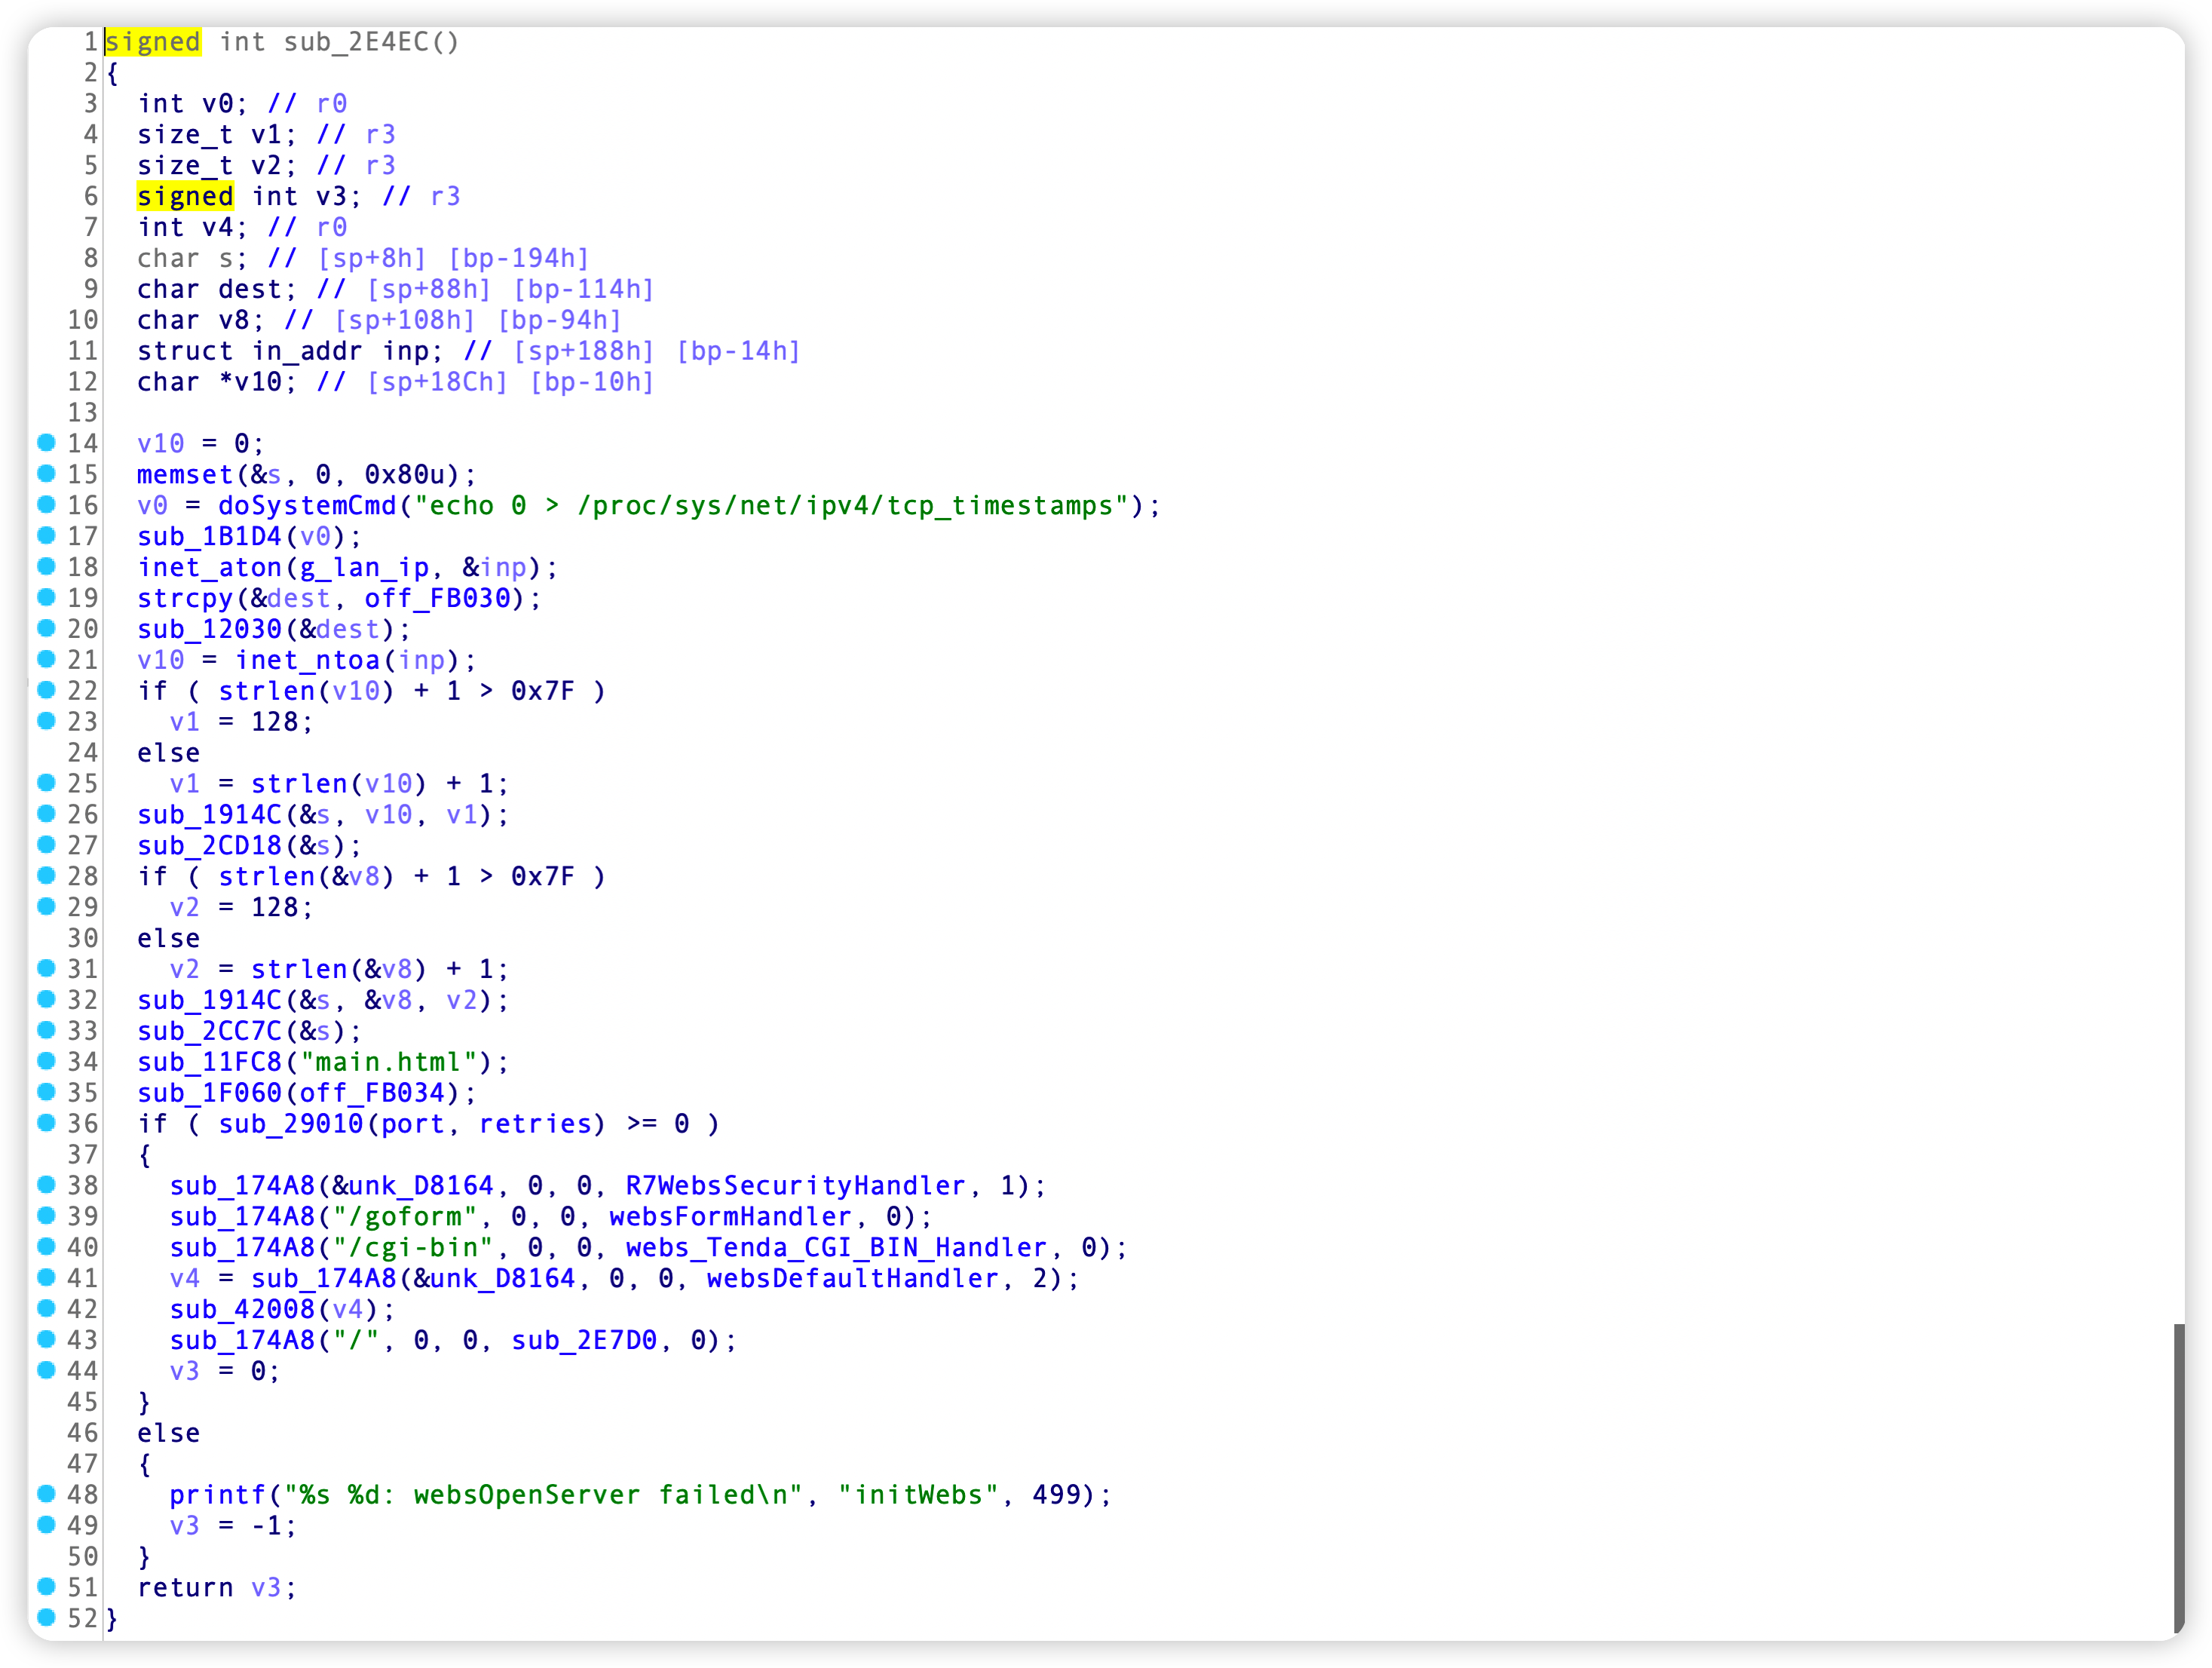 1 signed int sub_2E4EC()
2 {
3   int v0; // r0
4   size_t v1; // r3
5   size_t v2; // r3
6   signed int v3; // r3
7   int v4; // r0
8   char s; // [sp+8h] [bp-194h]
9   char dest; // [sp+88h] [bp-114h]
10   char v8; // [sp+108h] [bp-94h]
11   struct in_addr inp; // [sp+188h] [bp-14h]
12   char *v10; // [sp+18Ch] [bp-10h]
13
14   v10 = 0;
15   memset(&s, 0, 0x80u);
16   v0 = doSystemCmd("echo 0 > /proc/sys/net/ipv4/tcp_timestamps");
17   sub_1B1D4(v0);
18   inet_aton(g_lan_ip, &inp);
19   strcpy(&dest, off_FB030);
20   sub_12030(&dest);
21   v10 = inet_ntoa(inp);
22   if ( strlen(v10) + 1 > 0x7F )
23     v1 = 128;
24   else
25     v1 = strlen(v10) + 1;
26   sub_1914C(&s, v10, v1);
27   sub_2CD18(&s);
28   if ( strlen(&v8) + 1 > 0x7F )
29     v2 = 128;
30   else
31     v2 = strlen(&v8) + 1;
32   sub_1914C(&s, &v8, v2);
33   sub_2CC7C(&s);
34   sub_11FC8("main.html");
35   sub_1F060(off_FB034);
36   if ( sub_29010(port, retries) >= 0 )
37   {
38     sub_174A8(&unk_D8164, 0, 0, R7WebsSecurityHandler, 1);
39     sub_174A8("/goform", 0, 0, websFormHandler, 0);
40     sub_174A8("/cgi-bin", 0, 0, webs_Tenda_CGI_BIN_Handler, 0);
41     v4 = sub_174A8(&unk_D8164, 0, 0, websDefaultHandler, 2);
42     sub_42008(v4);
43     sub_174A8("/", 0, 0, sub_2E7D0, 0);
44     v3 = 0;
45   }
46   else
47   {
48     printf("%s %d: websOpenServer failed\n", "initWebs", 499);
49     v3 = -1;
50   }
51   return v3;
52 }